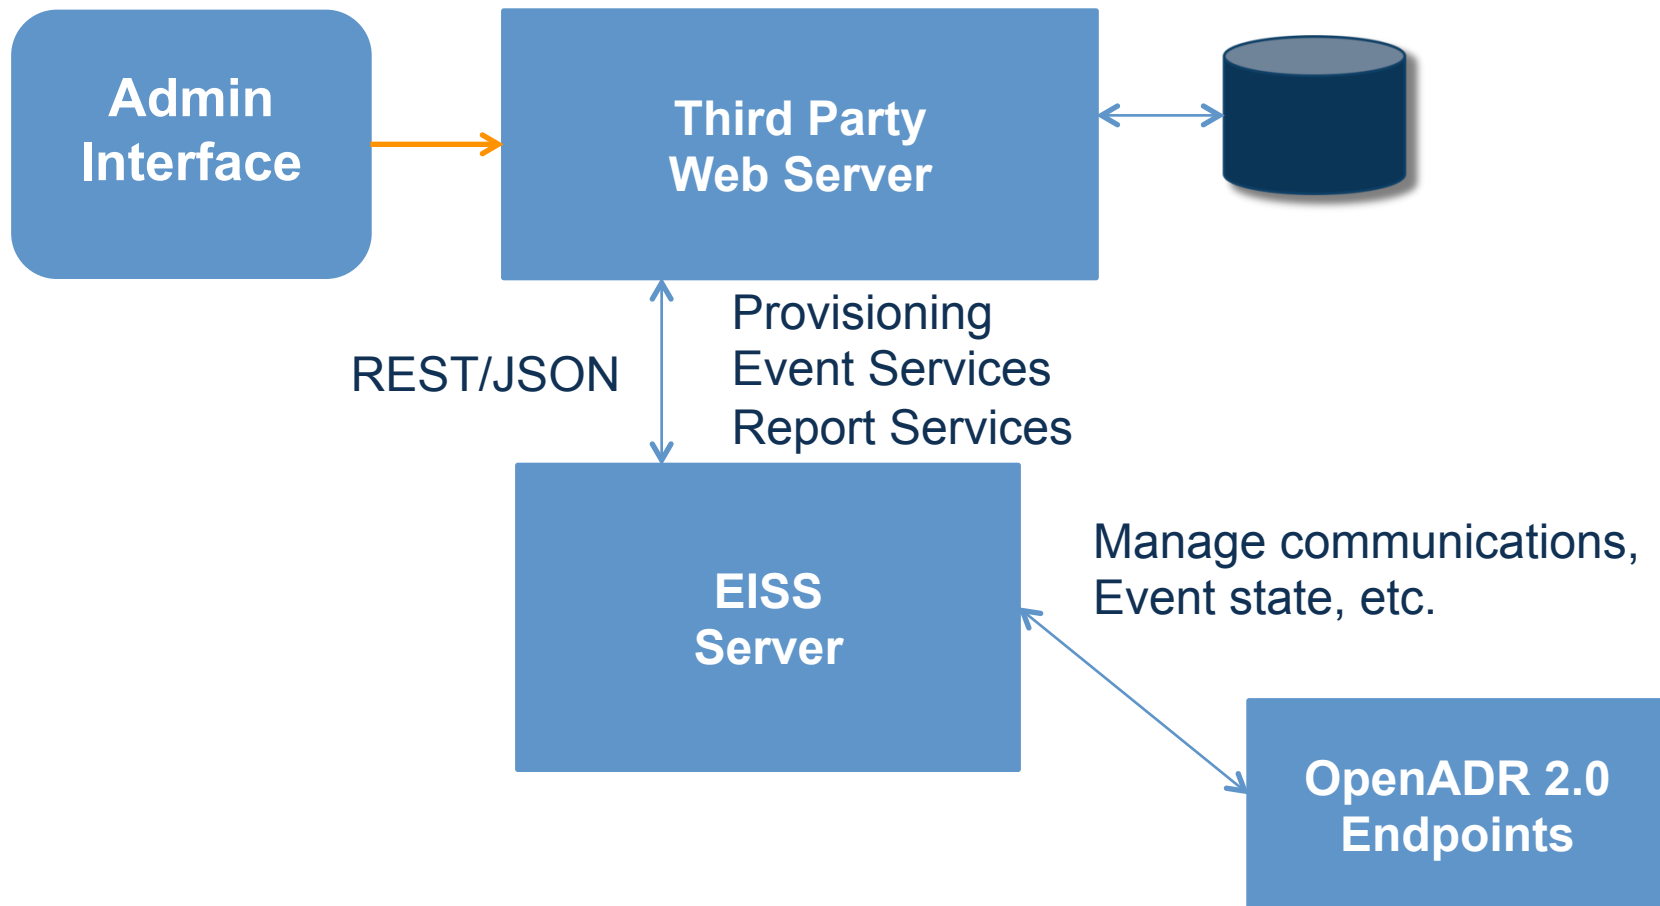 Admin
Interface
Third Party
Web Server
REST/JSON
Provisioning
Event Services
Report Services
EISS
Server
Manage communications,
Event state, etc.
OpenADR 2.0
Endpoints